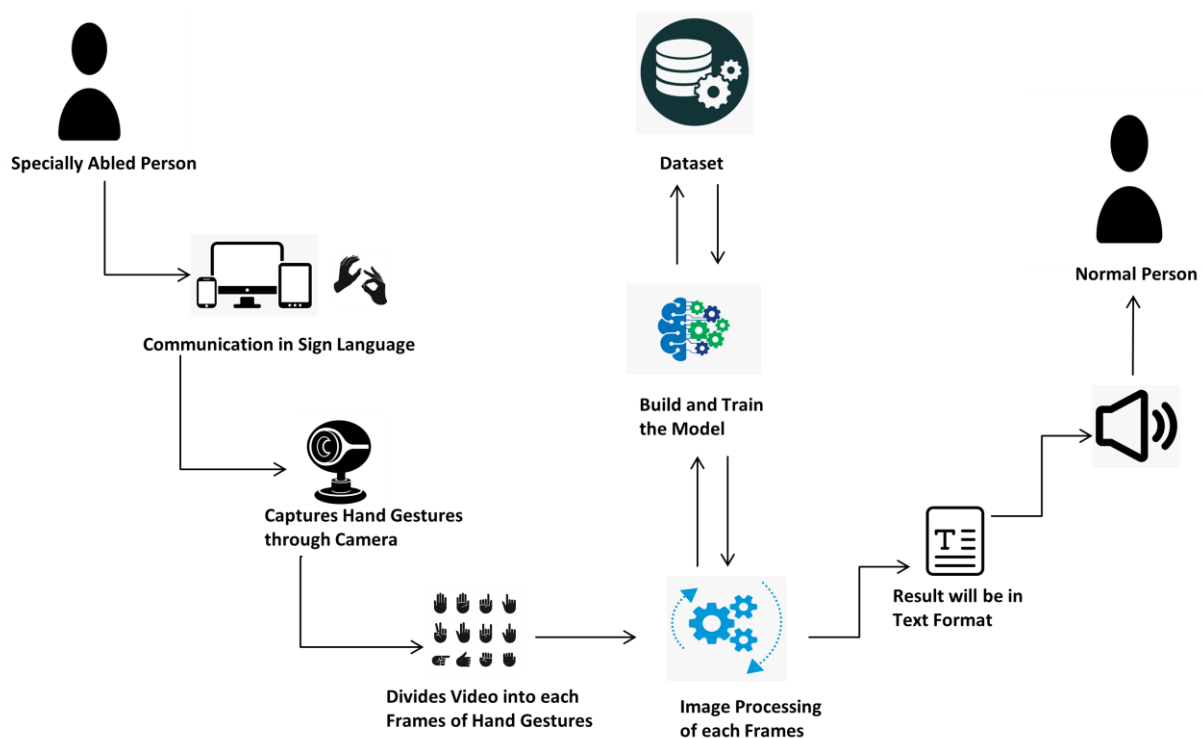 Specially Abled Person
Communication in Sign Language
Captures Hand Gestures
through Camera
Divides Video into each
Frames of Hand Gestures
Dataset
Build and Train
the Model
Image Processing
of each Frames
T
Result will be in
Text Format
Normal Person